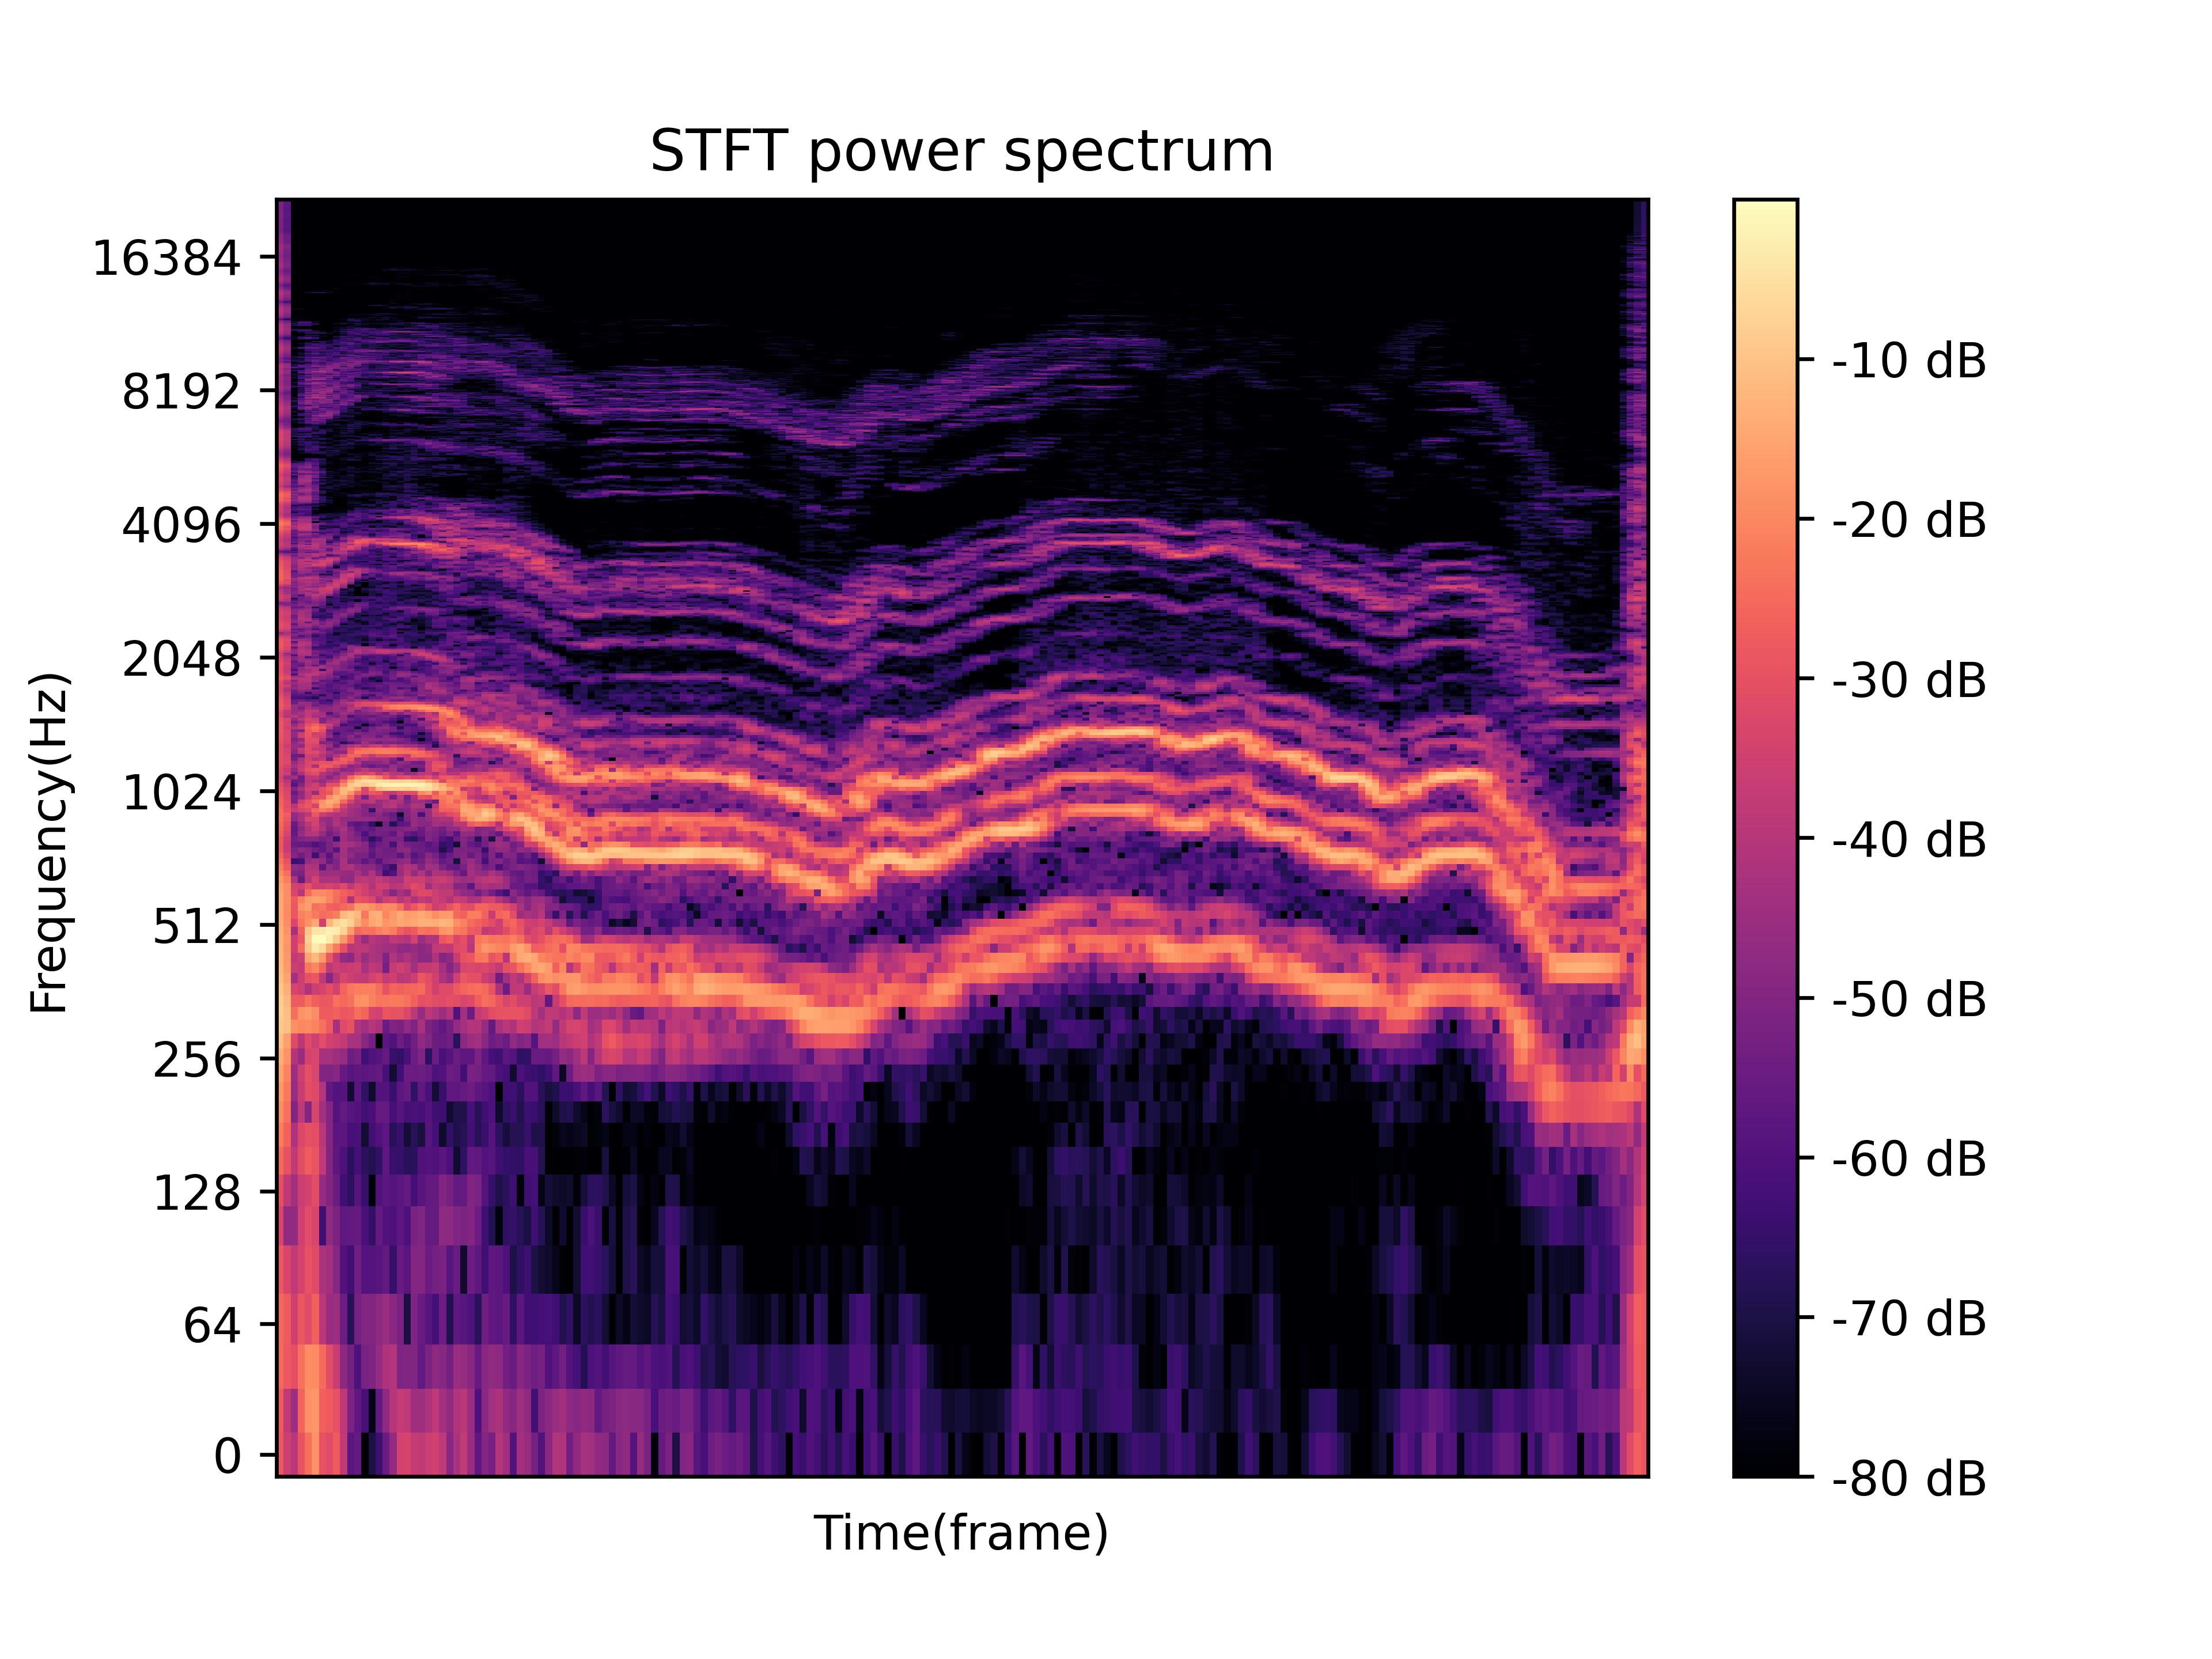 STFT power spectrum
Frequency(Hz)
16384
8192
4096
2048
1024
512
256
128
64
0
Time(frame)
-10 dB
-20 dB
-30 dB
-40 dB
-50 dB
-60 dB
-70 dB
-80 dB